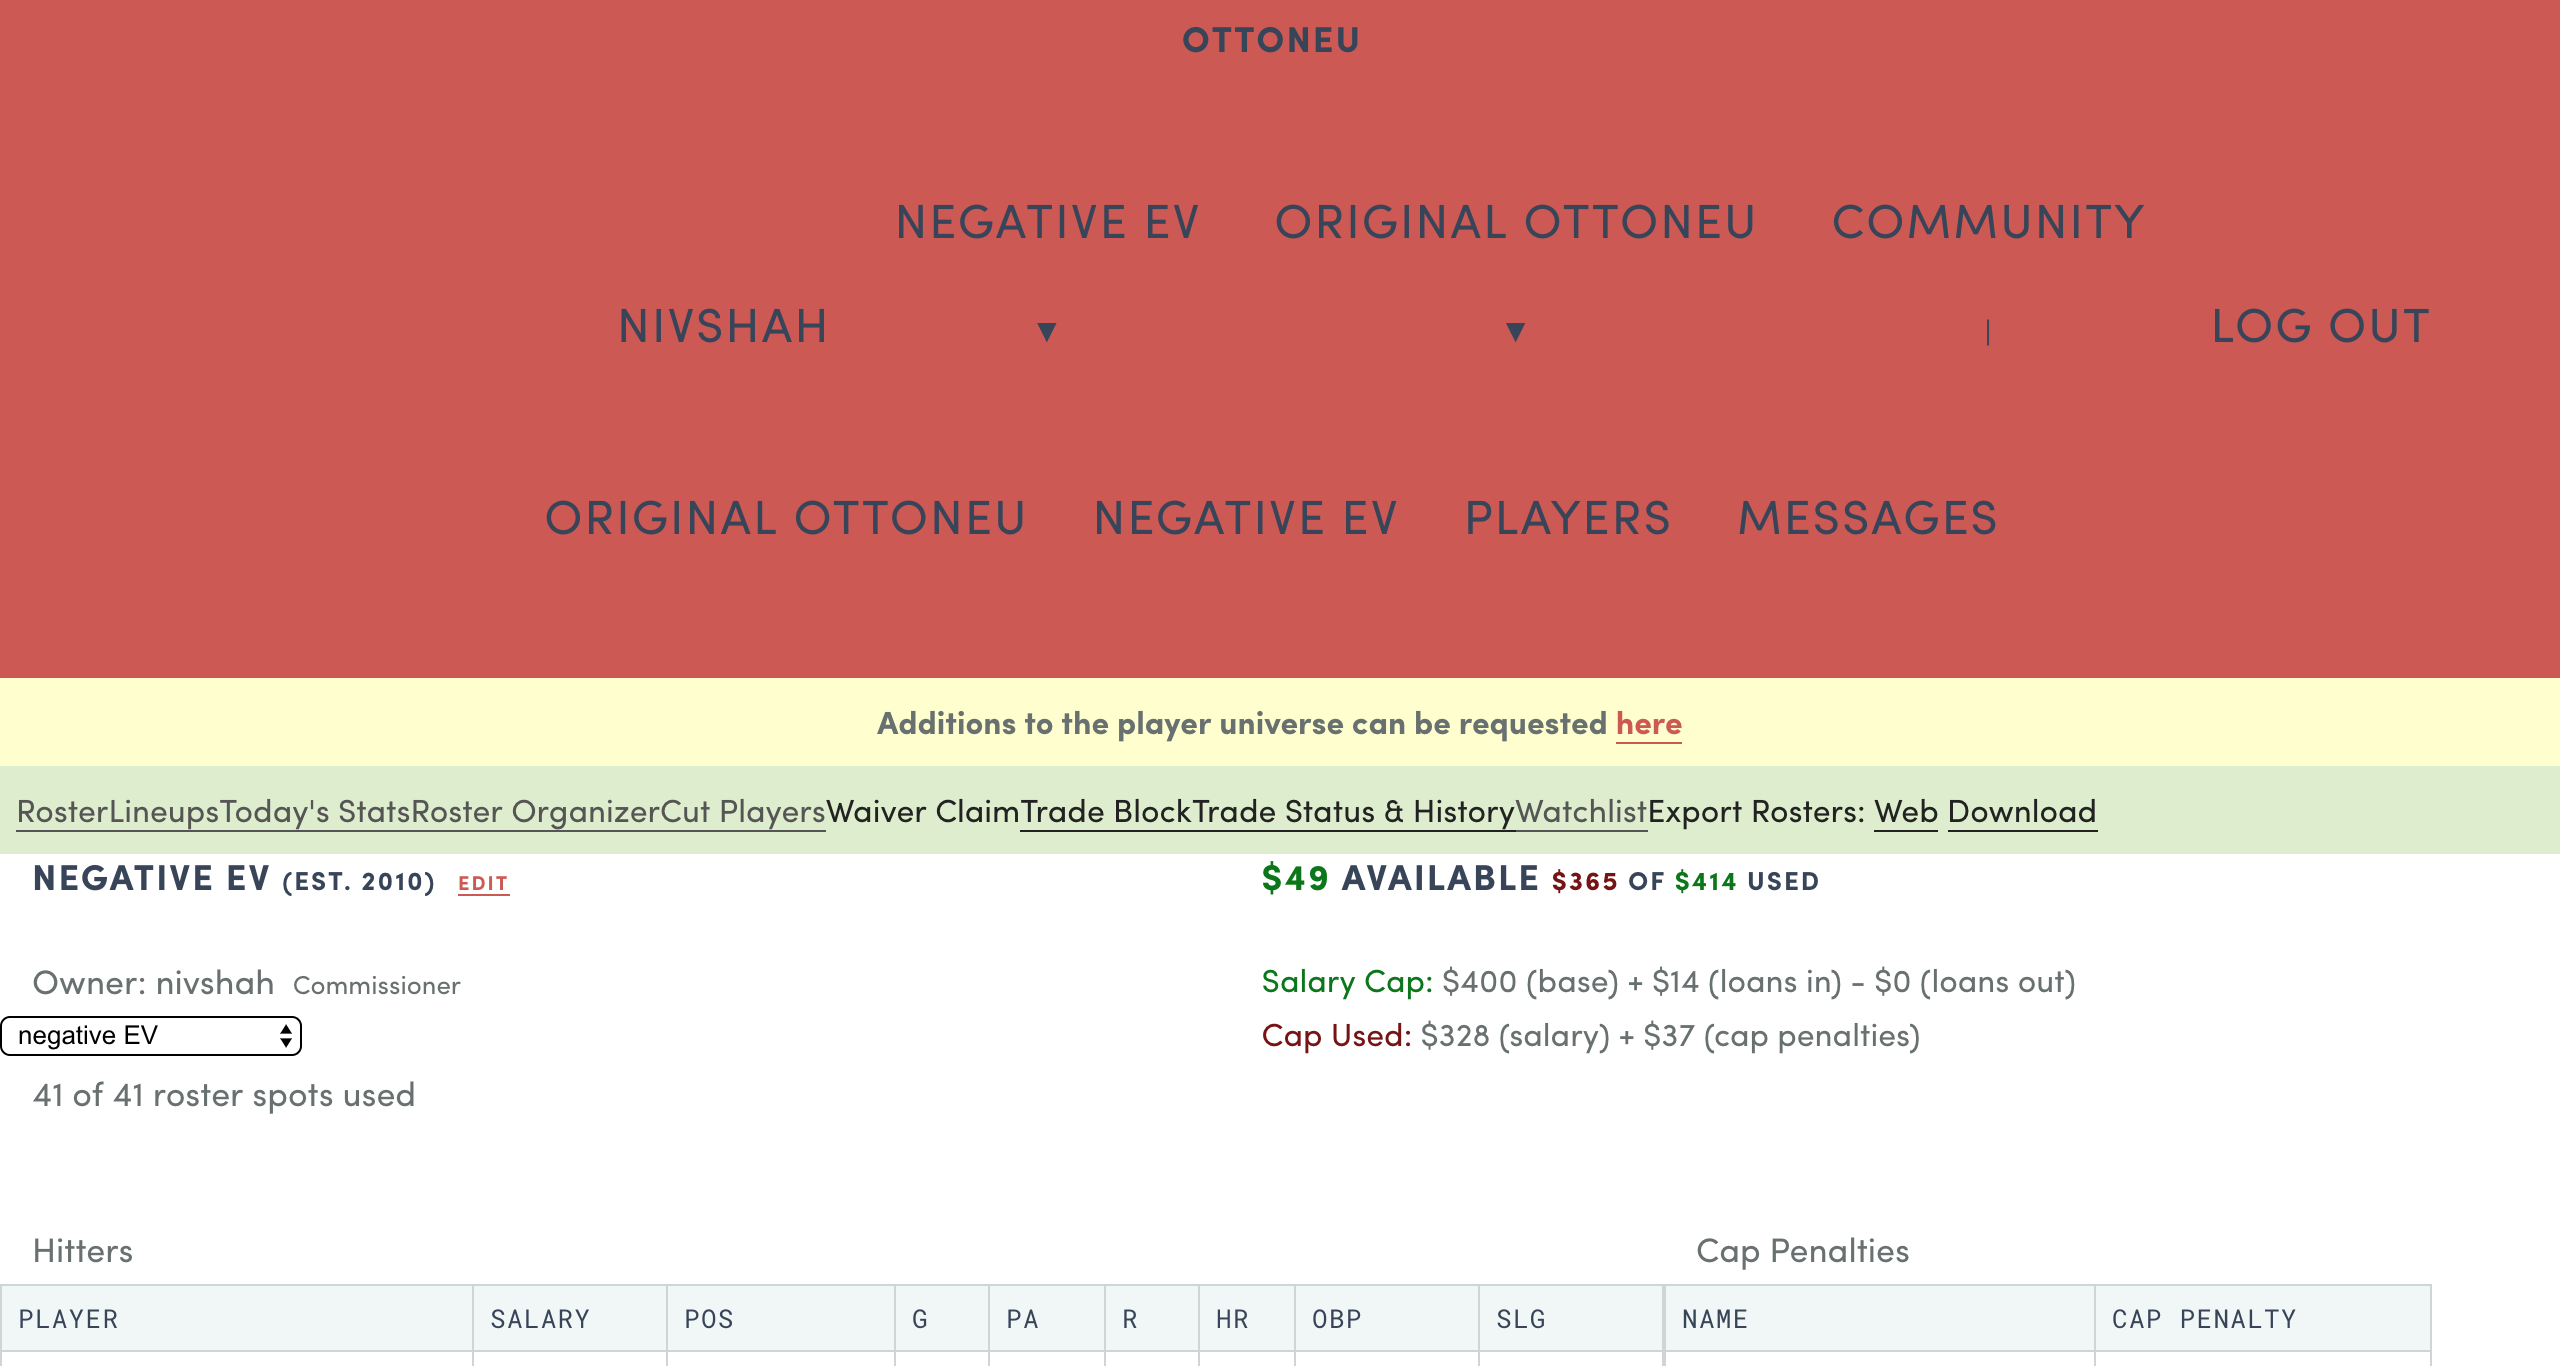 OTTONEU
NEGATIVE EV ORIGINAL OTTONEU COMMUNITY
NIVSHAH ▼ ▼ | LOG OUT
ORIGINAL OTTONEU NEGATIVE EV PLAYERS MESSAGES
Additions to the player universe can be requested here
RosterLineupsToday's StatsRoster OrganizerCut PlayersWaiver ClaimTrade BlockTrade Status & HistoryWatchlistExport Rosters: Web Download
NEGATIVE EV (EST. 2010) EDIT
Owner: nivshah Commissioner
negative EV
41 of 41 roster spots used
$49 AVAILABLE $365 OF $414 USED
Salary Cap: $400 (base) + $14 (loans in) - $0 (loans out)
Cap Used: $328 (salary) + $37 (cap penalties)
Hitters
PLAYER SALARY POS G PA R HR OBP SLG
Cap Penalties
NAME CAP PENALTY